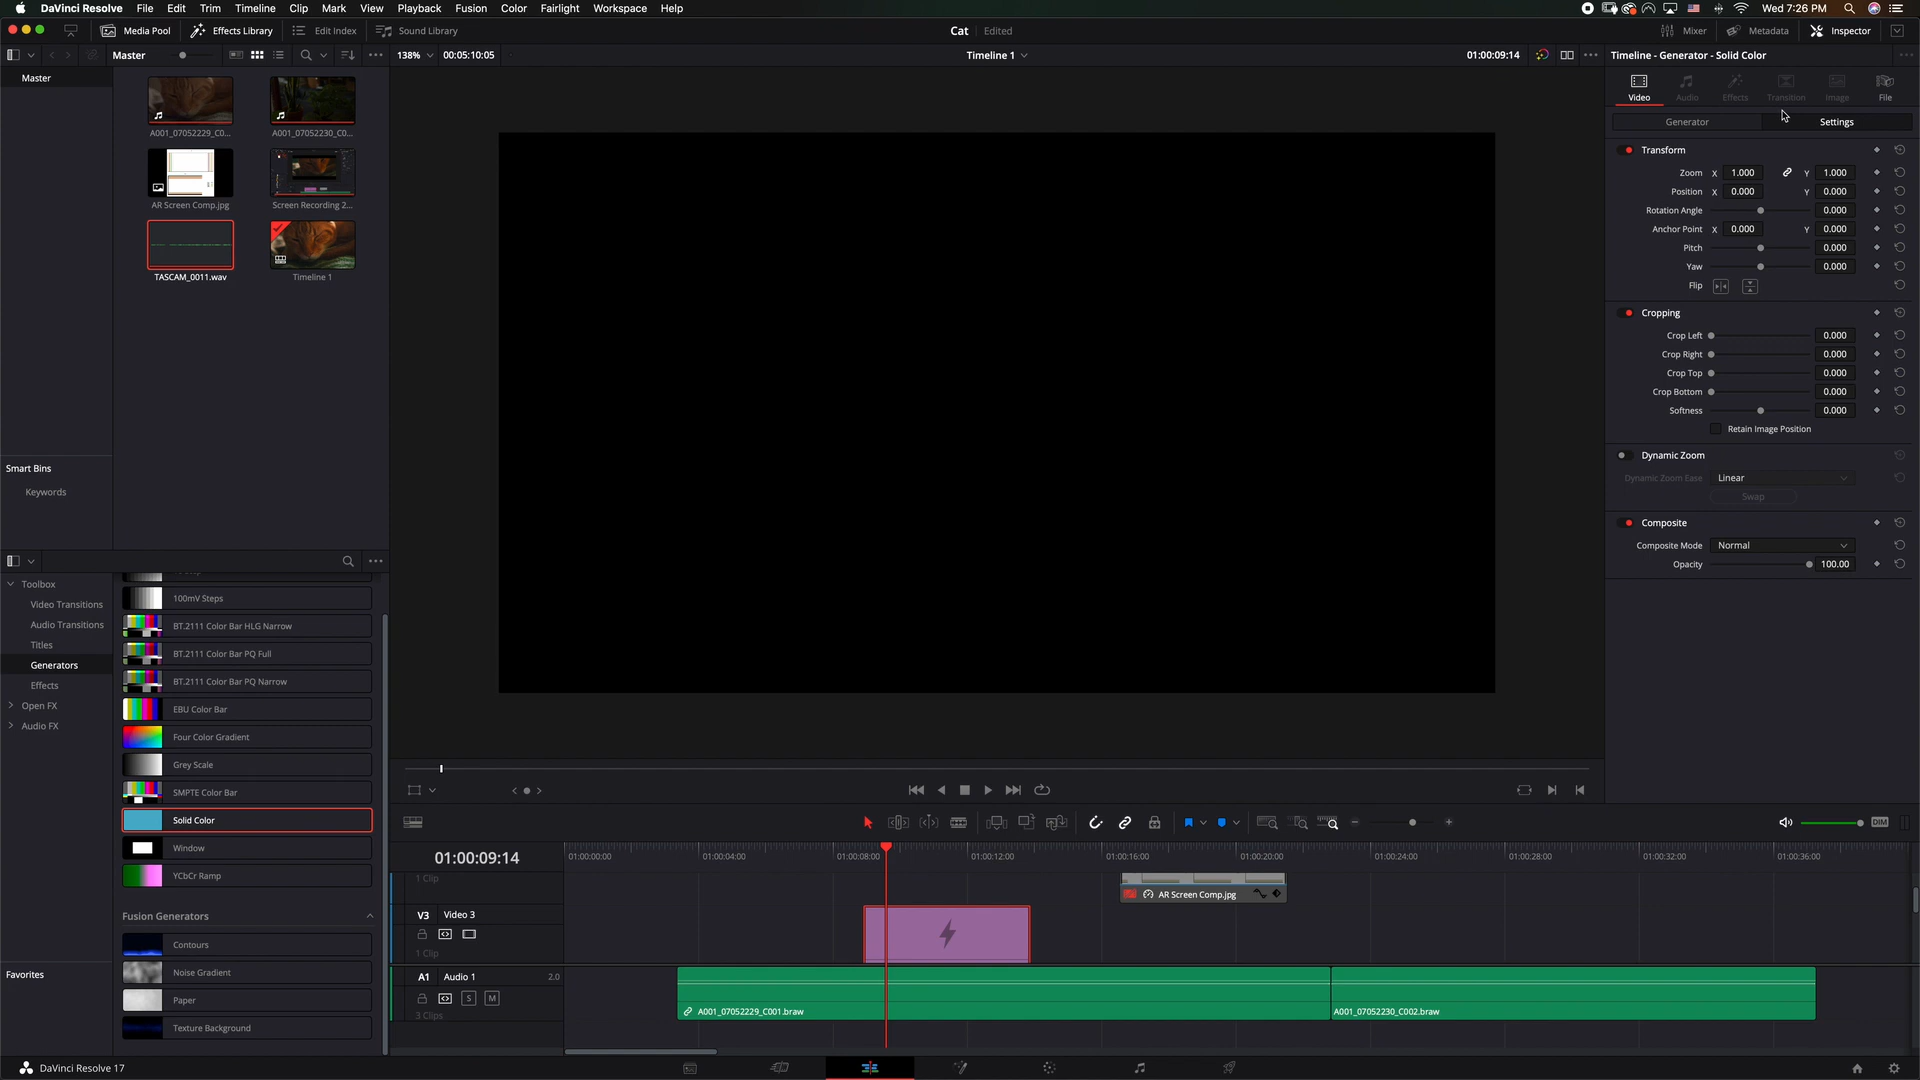 DaVinci Resolve File Edit Trim Timeline Clip Mark View Playback Fusion Color Fairlight Workspace Help Wed 7:26 PM
Media Pool Effects Library Edit Index Sound Library Cat Edited Mixer Metadata Inspector
Master 138% 00:05:10:05 Timeline 1 01:00:09:14 Timeline - Generator - Solid Color
Master
Video Audio Effects Transition Image File
A001_07052229_C0... A001_07052230_C0...
Generator Settings
AR Screen Comp.jpg Screen Recording 2...
TASCAM_0011.wav Timeline 1
Transform
Zoom X 1.000 Y 1.000
Position X 0.000 Y 0.000
Rotation Angle 0.000
Anchor Point X 0.000 Y 0.000
Pitch 0.000
Yaw 0.000
Flip
Cropping
Crop Left 0.000
Crop Right 0.000
Crop Top 0.000
Crop Bottom 0.000
Softness 0.000
Retain Image Position
Dynamic Zoom
Dynamic Zoom Ease Linear
Swap
Composite
Composite Mode Normal
Opacity 100.00
Smart Bins
Keywords
Toolbox
Video Transitions
Audio Transitions
Titles
Generators
Effects
Open FX
Audio FX
Favorites
100mV Steps
BT.2111 Color Bar HLG Narrow
BT.2111 Color Bar PQ Full
BT.2111 Color Bar PQ Narrow
EBU Color Bar
Four Color Gradient
Grey Scale
SMPTE Color Bar
Solid Color
Window
YCbCr Ramp
Fusion Generators
Contours
Noise Gradient
Paper
Texture Background
DIM
01:00:09:14 01:00:00:00 01:00:04:00 01:00:08:00 01:00:12:00 01:00:16:00 01:00:20:00 01:00:24:00 01:00:28:00 01:00:32:00 01:00:36:00
1 Clip
AR Screen Comp.jpg
V3 Video 3
1 Clip
A1 Audio 1 2.0
S M
3 Clips
A001_07052229_C001.braw A001_07052230_C002.braw
DaVinci Resolve 17